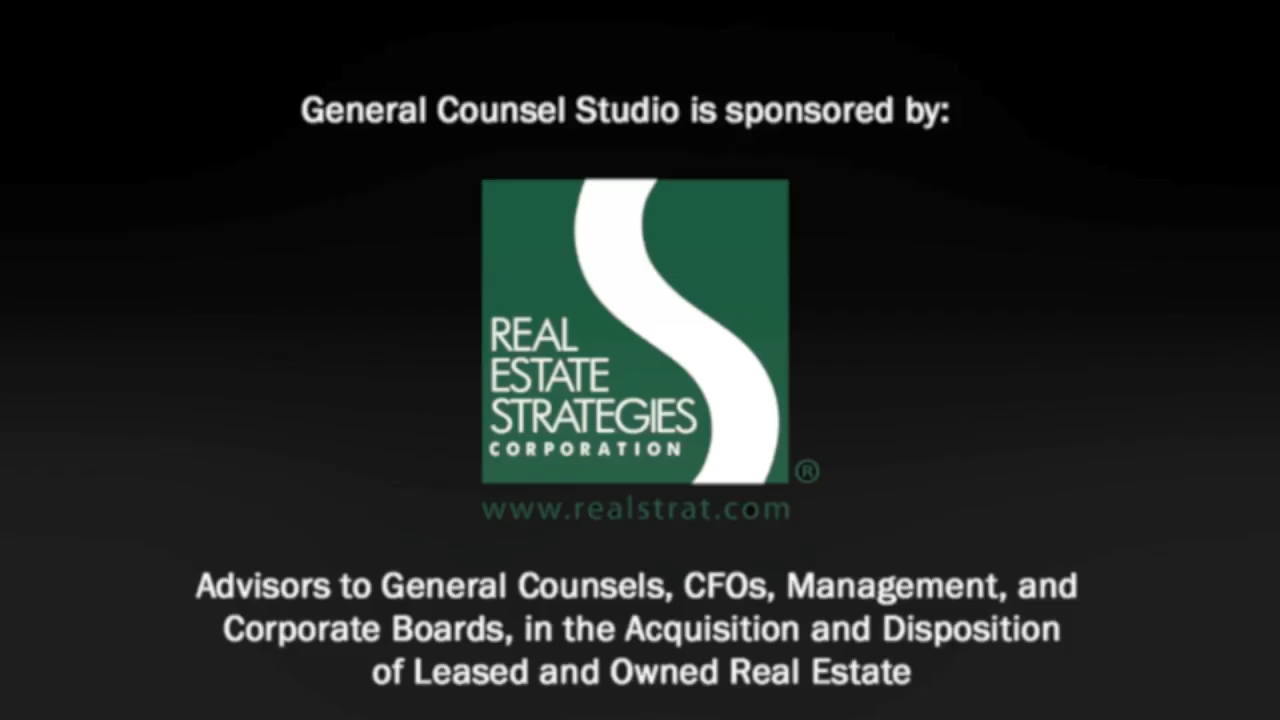 General Counsel Studio is sponsored by:
REAL
ESTATE
STRATEGIES
CORPORATION
®
www.realstrat.com
Advisors to General Counsels, CFOs, Management, and
Corporate Boards, in the Acquisition and Disposition
of Leased and Owned Real Estate